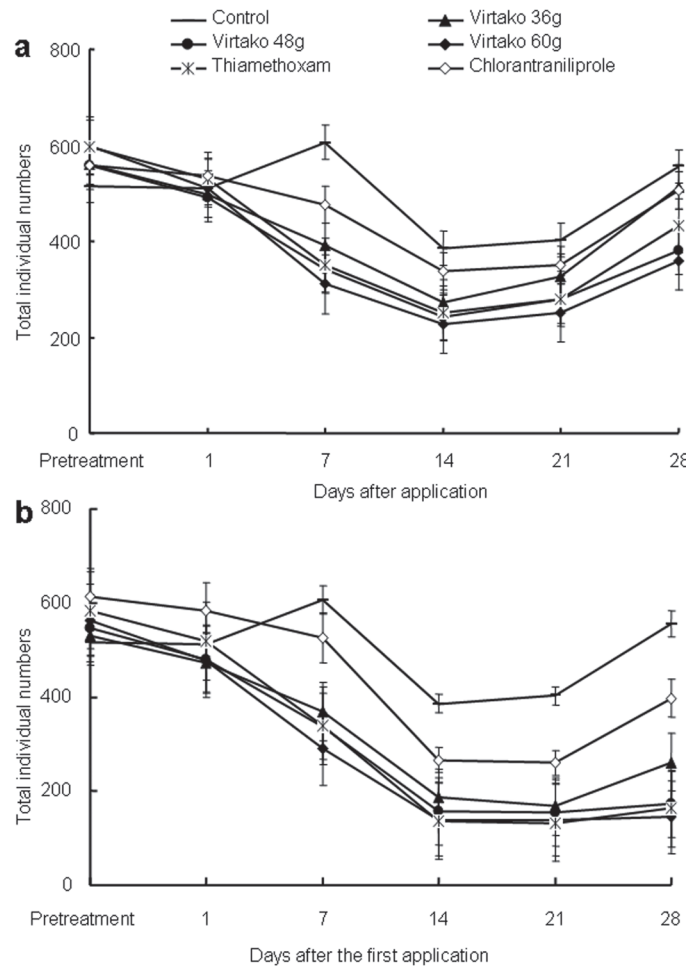 a
Control
Virtako 36g
Virtako 48g
Virtako 60g
Thiamethoxam
Chlorantraniliprole
800
600
400
200
0
Total individual numbers
Pretreatment 1 7 14 21 28
Days after application
b
800
600
400
200
0
Total individual numbers
Pretreatment 1 7 14 21 28
Days after the first application